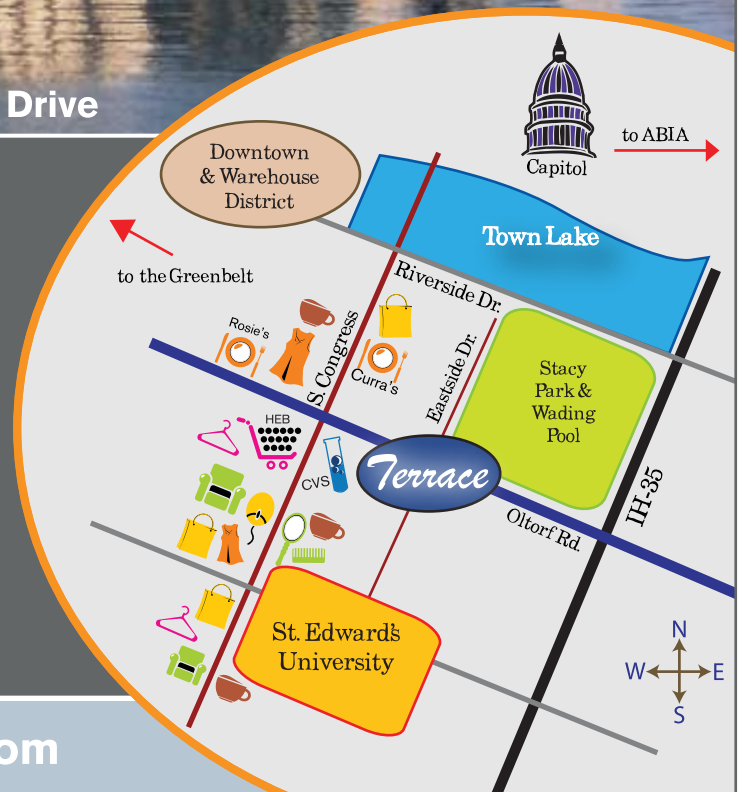 Drive
Capitol
to ABIA
Downtown
& Warehouse
District
Town Lake
to the Greenbelt
Riverside Dr.
Rosie's
S. Congress
Curra's
Eastside Dr.
Stacy
Park &
Wading
Pool
HEB
CVS
Terrace
IH-35
Oltorf Rd.
St. Edward's
University
N
W
E
S
om